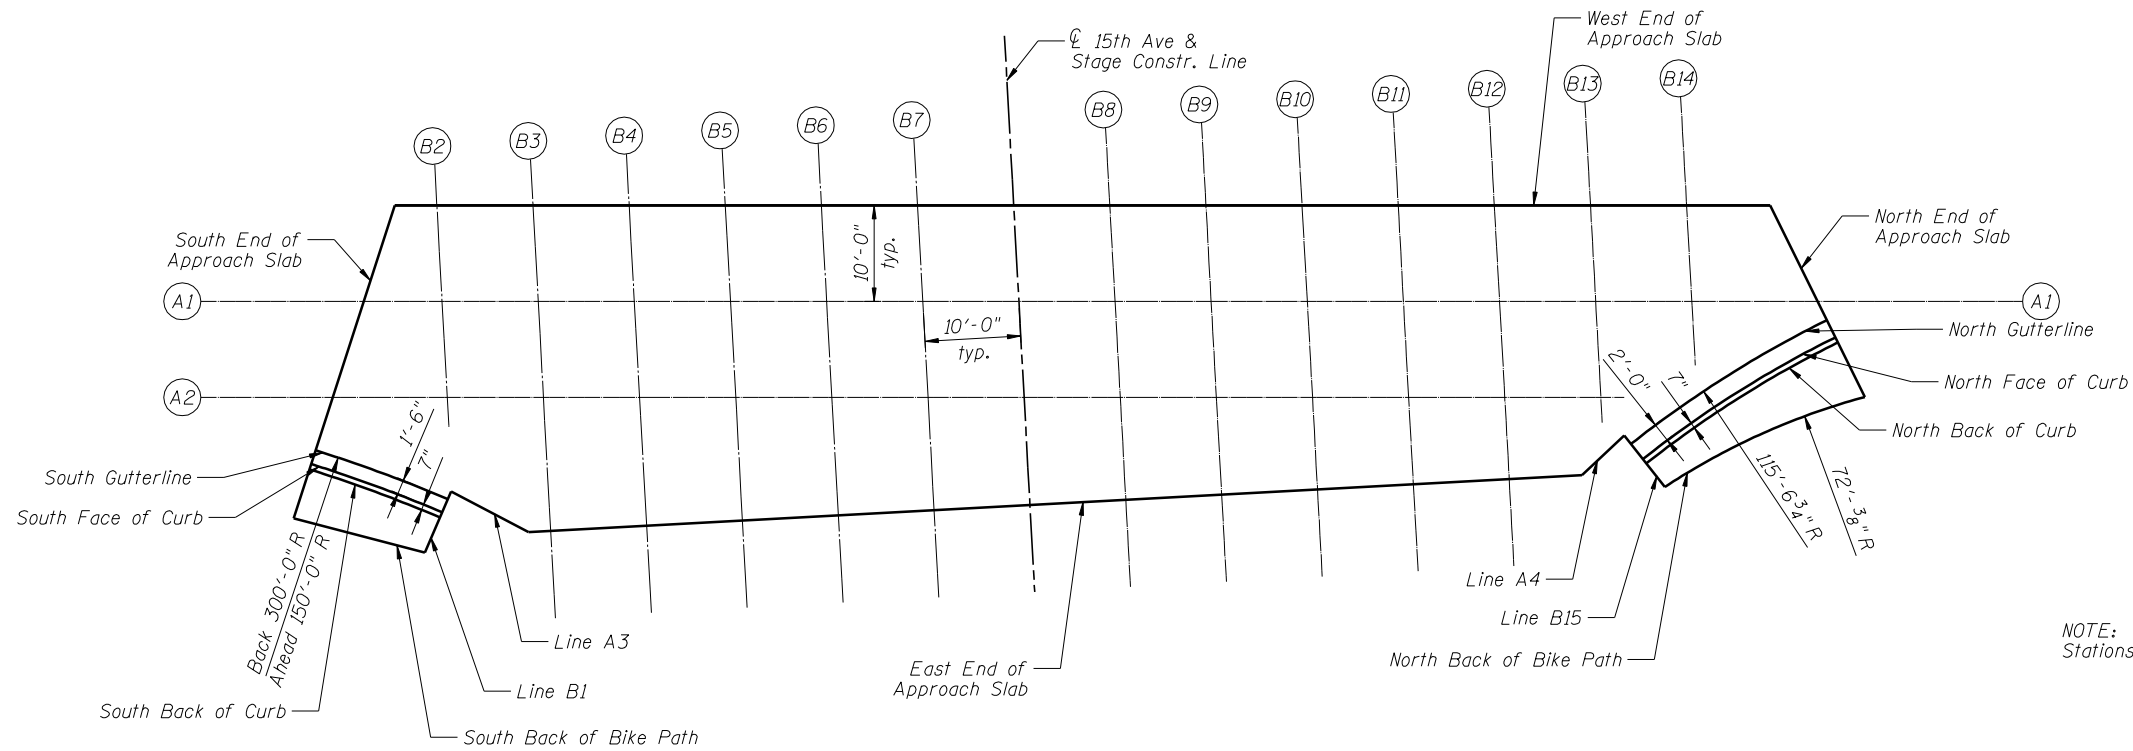 West End of
Approach Slab
℄ 15th Ave &
Stage Constr. Line
B2
B3
B4
B5
B6
B7
B8
B9
B10
B11
B12
B13
B14
South End of
Approach Slab
North End of
Approach Slab
10'-0"
typ.
A1
A1
10'-0"
typ.
North Gutterline
2'-0"
7"
North Face of Curb
A2
1'-6"
7"
North Back of Curb
South Gutterline
South Face of Curb
115'-6 3/4" R
72'-3/8" R
Back 300'-0" R
Ahead 150'-0" R
Line A4
Line B15
Line A3
NOTE:
Stations
North Back of Bike Path
East End of
Approach Slab
Line B1
South Back of Curb
South Back of Bike Path